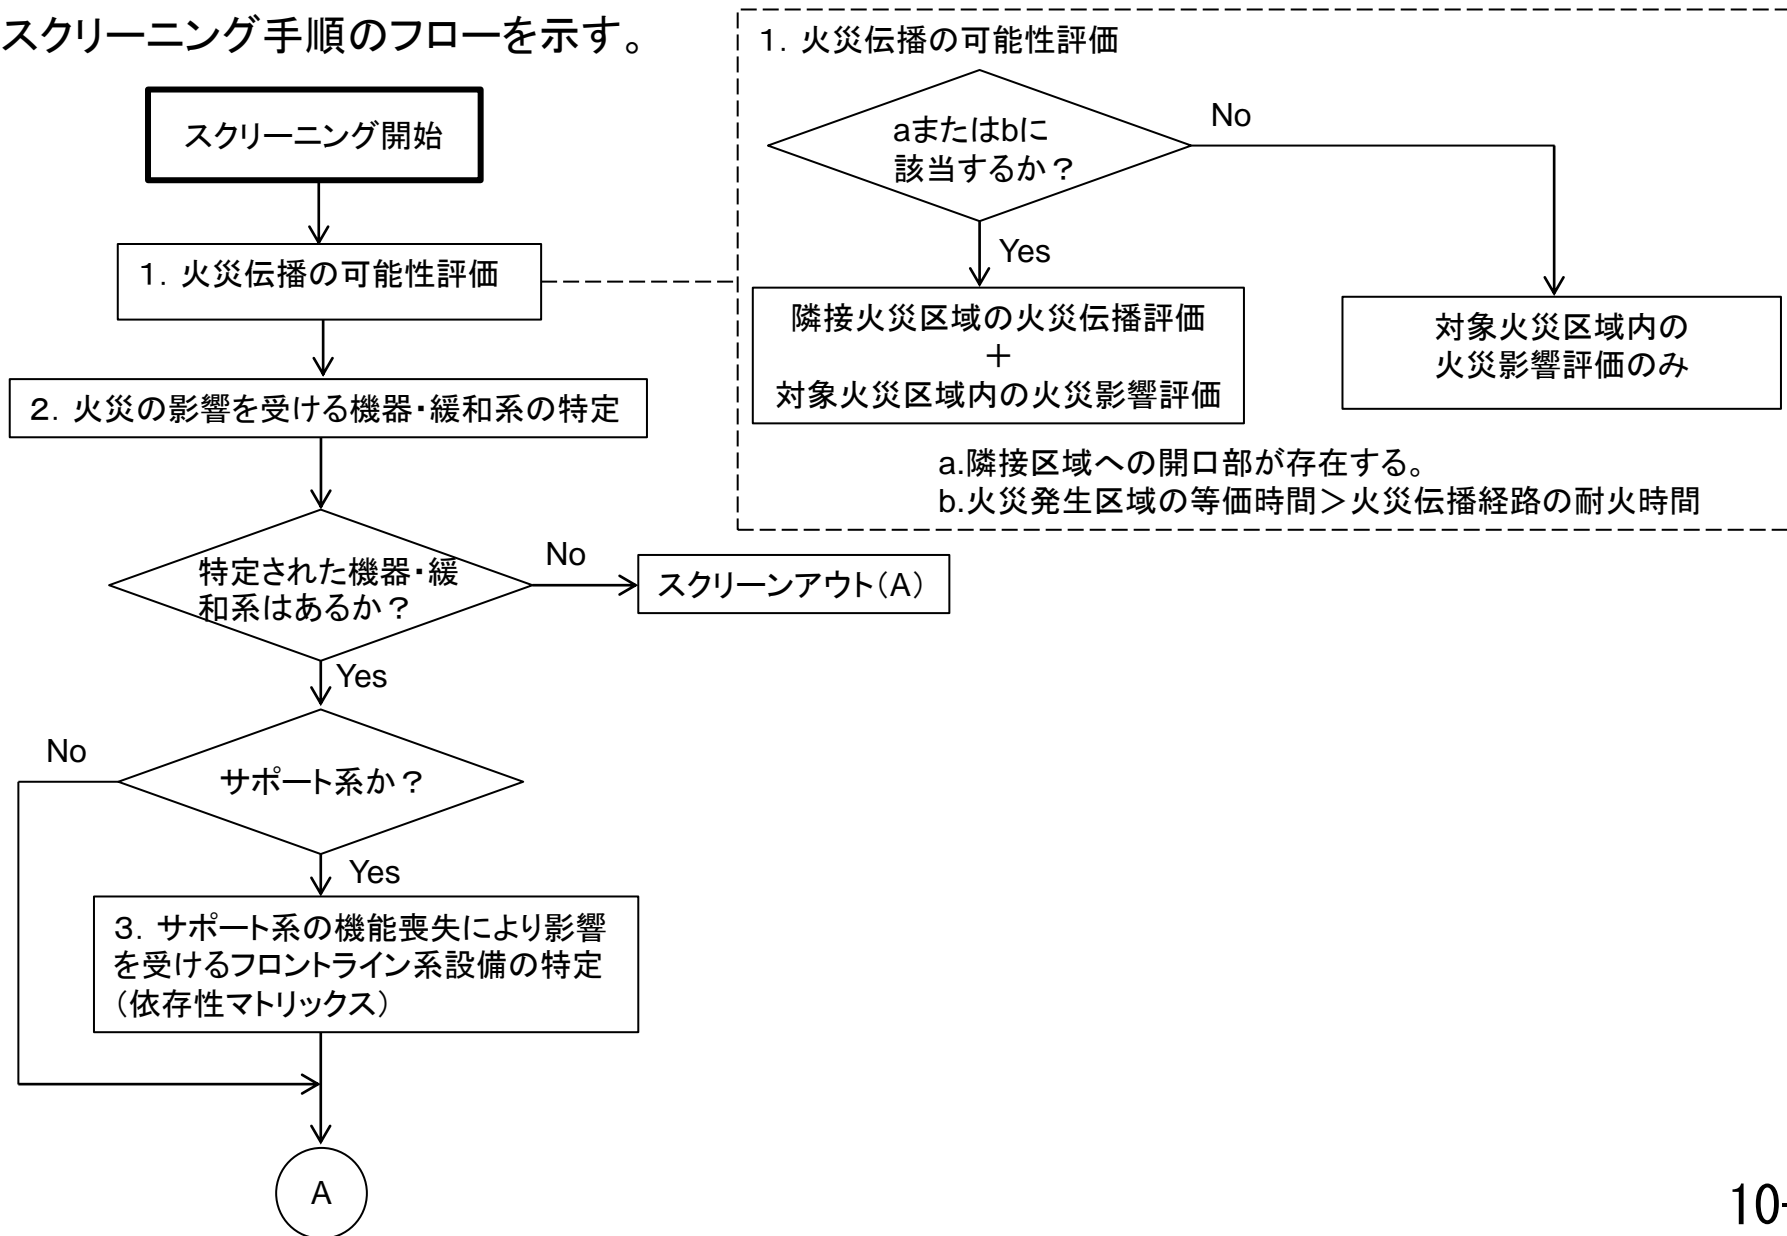 スクリーニング手順のフローを示す。
スクリーニング開始
１．火災伝播の可能性評価
２．火災の影響を受ける機器・緩和系の特定
特定された機器・緩
和系はあるか？
No
スクリーンアウト（A）
Yes
サポート系か？
No
Yes
３．サポート系の機能喪失により影響
を受けるフロントライン系設備の特定
（依存性マトリックス）
A
１．火災伝播の可能性評価
aまたはbに
該当するか？
No
Yes
隣接火災区域の火災伝播評価
＋
対象火災区域内の火災影響評価
対象火災区域内の
火災影響評価のみ
a.隣接区域への開口部が存在する。
b.火災発生区域の等価時間＞火災伝播経路の耐火時間
10-